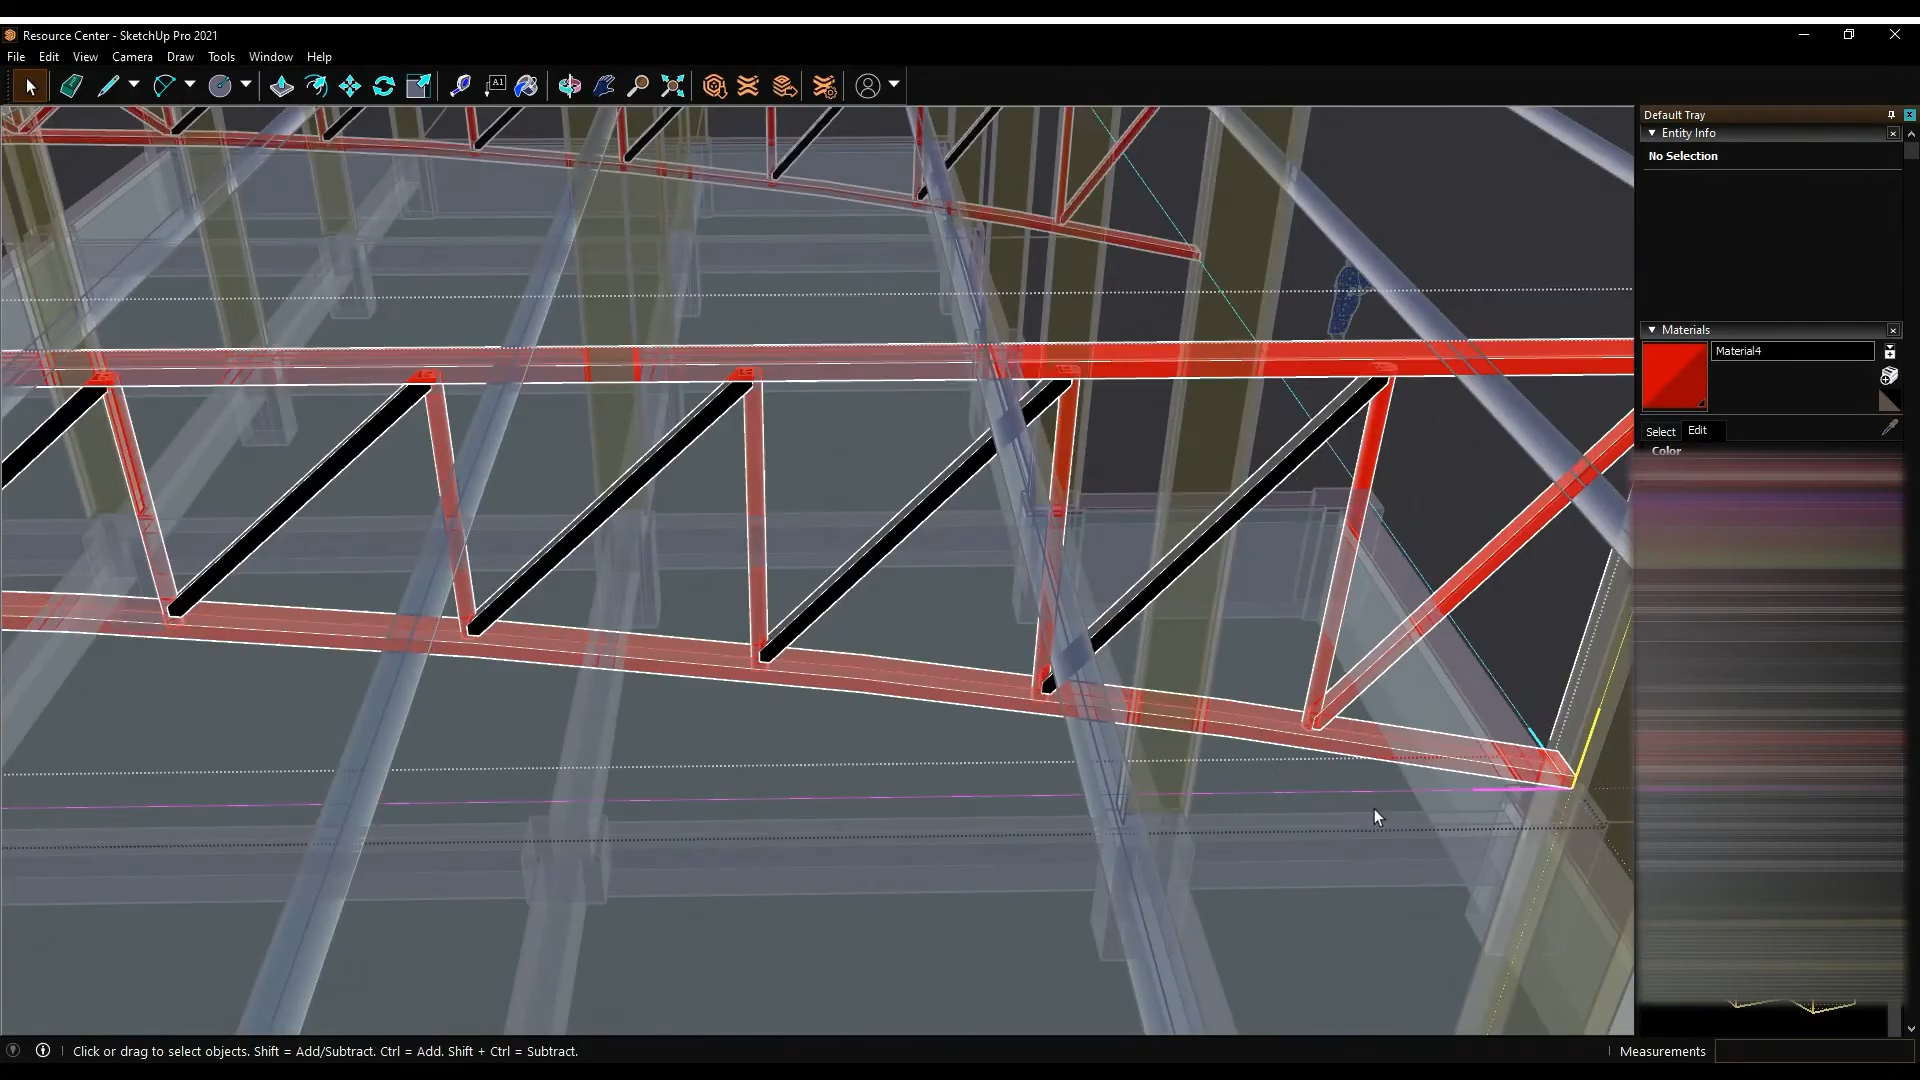 Resource Center - SketchUp Pro 2021
File Edit View Camera Draw Tools Window Help
A1
Default Tray
Entity Info
No Selection
Materials
Material4
Select Edit
Color
Click or drag to select objects. Shift = Add/Subtract. Ctrl = Add. Shift + Ctrl = Subtract.
Measurements